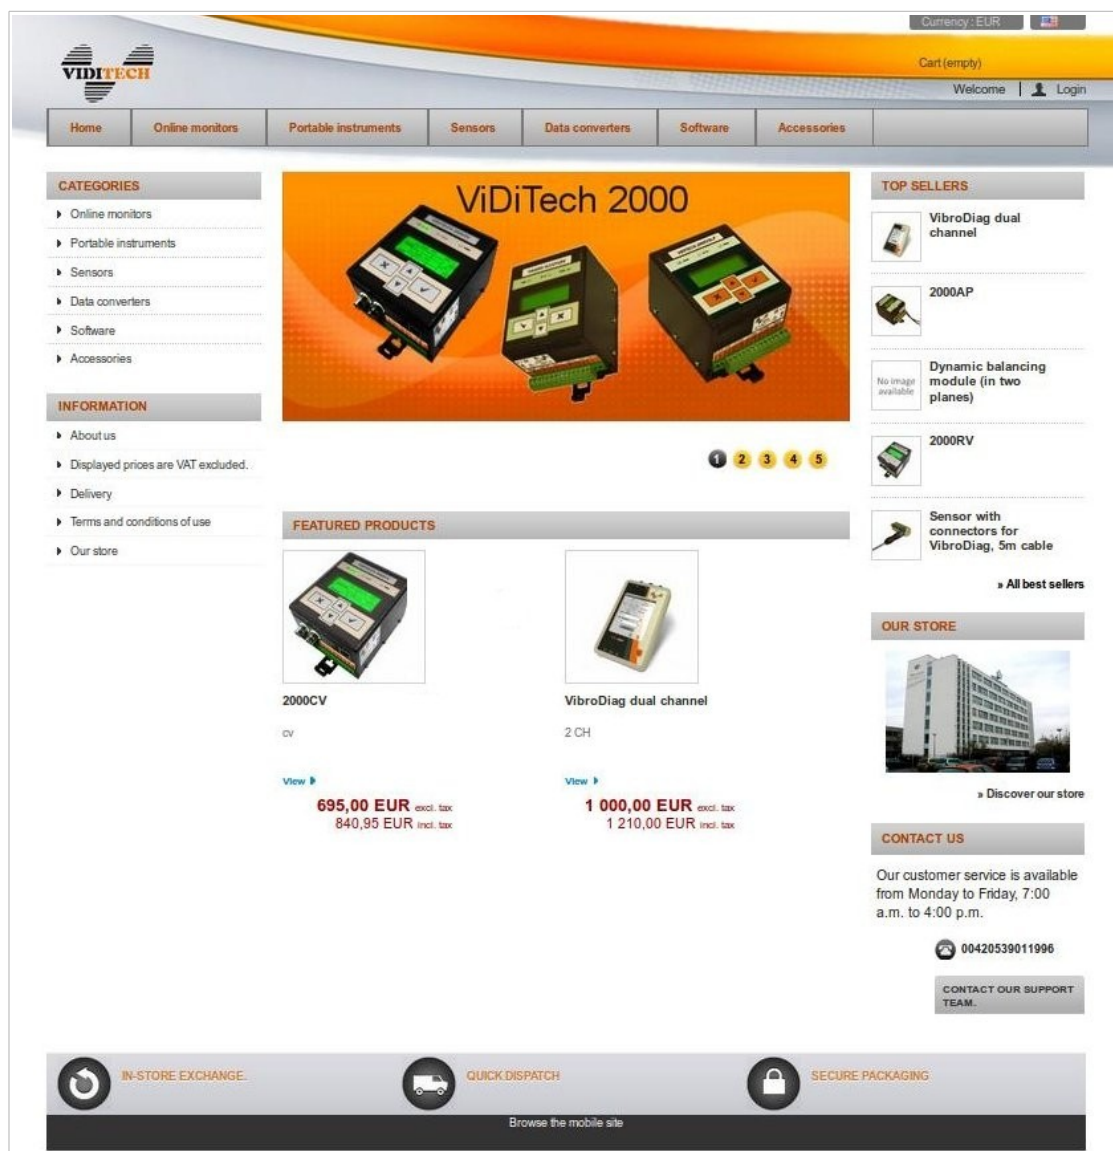 Currency : EUR
Cart (empty)
Welcome
Login
VIDITECH
Home
Online monitors
Portable instruments
Sensors
Data converters
Software
Accessories
CATEGORIES
Online monitors
Portable instruments
Sensors
Data converters
Software
Accessories
INFORMATION
About us
Displayed prices are VAT excluded.
Delivery
Terms and conditions of use
Our store
ViDiTech 2000
1 2 3 4 5
FEATURED PRODUCTS
2000CV
cv
View
695,00 EUR excl. tax
840,95 EUR incl. tax
VibroDiag dual channel
2 CH
View
1 000,00 EUR excl. tax
1 210,00 EUR incl. tax
TOP SELLERS
VibroDiag dual
channel
2000AP
No image
available
Dynamic balancing
module (in two
planes)
2000RV
Sensor with
connectors for
VibroDiag, 5m cable
» All best sellers
OUR STORE
» Discover our store
CONTACT US
Our customer service is available
from Monday to Friday, 7:00
a.m. to 4:00 p.m.
00420539011996
CONTACT OUR SUPPORT
TEAM.
IN-STORE EXCHANGE.
QUICK DISPATCH
SECURE PACKAGING
Browse the mobile site